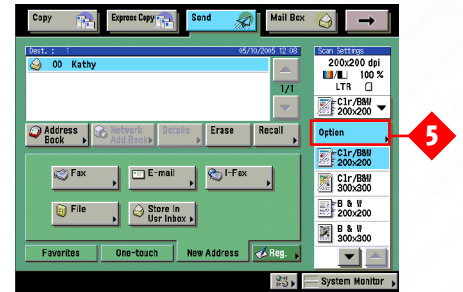 Copy
Express Copy
Send
Mail Box
Dest. : 1
05/10/2005 12:08
00 Kathy
1/1
Address Book
Network Add.Book
Details
Erase
Recall
Fax
E-mail
I-Fax
File
Store In
Usr Inbox
Favorites
One-touch
New Address
Reg.
Scan Settings
200x200 dpi
100 %
LTR
Clr/B&W
200x200
Option
5
Clr/B&W
200x200
Clr/B&W
300x300
B & W
200x200
B & W
300x300
System Monitor